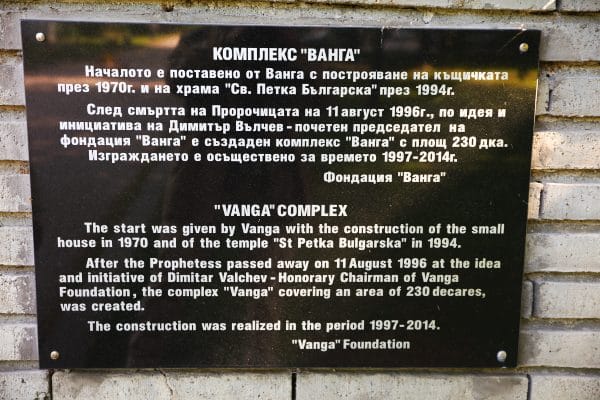 КОМПЛЕКС "ВАНГА"
Началото е поставено от Ванга с построяване на къщичката
през 1970г. и на храма "Св. Петка Българска" през 1994г.
След смъртта на Пророчицата на 11 август 1996г., по идея и
инициатива на Димитър Вълчев - почетен председател на
фондация "Ванга" е създаден комплекс "Ванга" с площ 230 дка.
Изграждането е осъществено за времето 1997-2014г.
Фондация "Ванга"
"VANGA" COMPLEX
The start was given by Vanga with the construction of the small
house in 1970 and of the temple "St Petka Bulgarska" in 1994.
After the Prophetess passed away on 11 August 1996 at the idea
and initiative of Dimitar Valchev - Honorary Chairman of Vanga
Foundation, the complex "Vanga" covering an area of 230 decares,
was created.
The construction was realized in the period 1997-2014.
"Vanga" Foundation